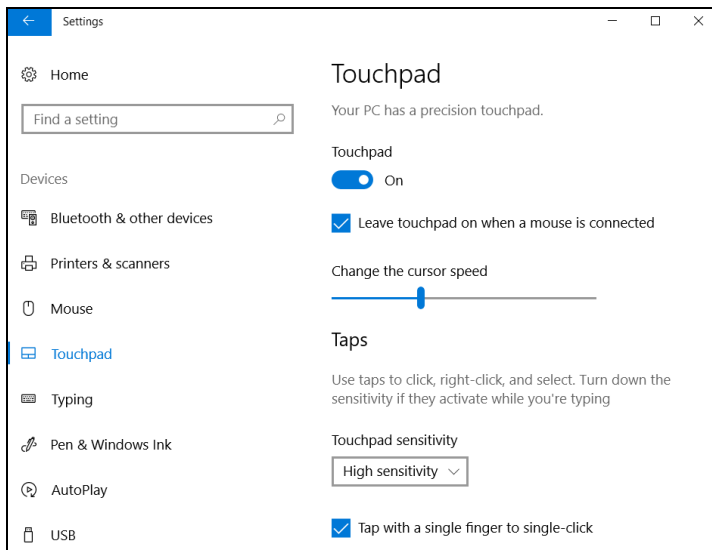 Settings
Home
Find a setting
Devices
Bluetooth & other devices
Printers & scanners
Mouse
Touchpad
Typing
Pen & Windows Ink
AutoPlay
USB
Touchpad
Your PC has a precision touchpad.
Touchpad
On
Leave touchpad on when a mouse is connected
Change the cursor speed
Taps
Use taps to click, right-click, and select. Turn down the
sensitivity if they activate while you're typing
Touchpad sensitivity
High sensitivity
Tap with a single finger to single-click